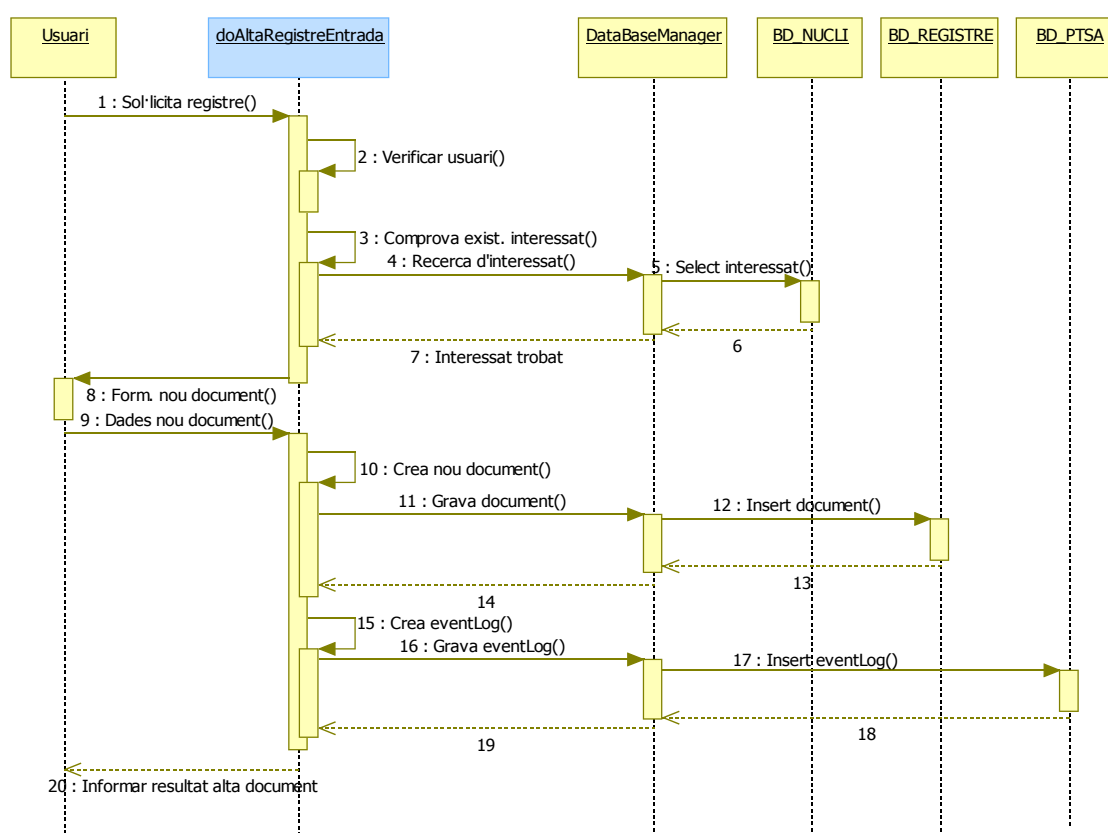 Usuari
doAltaRegistreEntrada
DataBaseManager
BD_NUCLI
BD_REGISTRE
BD_PTSA
1 : Sol·licita registre()
2 : Verificar usuari()
3 : Comprova exist. interessat()
4 : Recerca d'interessat()
5 : Select interessat()
6
7 : Interessat trobat
8 : Form. nou document()
9 : Dades nou document()
10 : Crea nou document()
11 : Grava document()
12 : Insert document()
13
14
15 : Crea eventLog()
16 : Grava eventLog()
17 : Insert eventLog()
18
19
20 : Informar resultat alta document